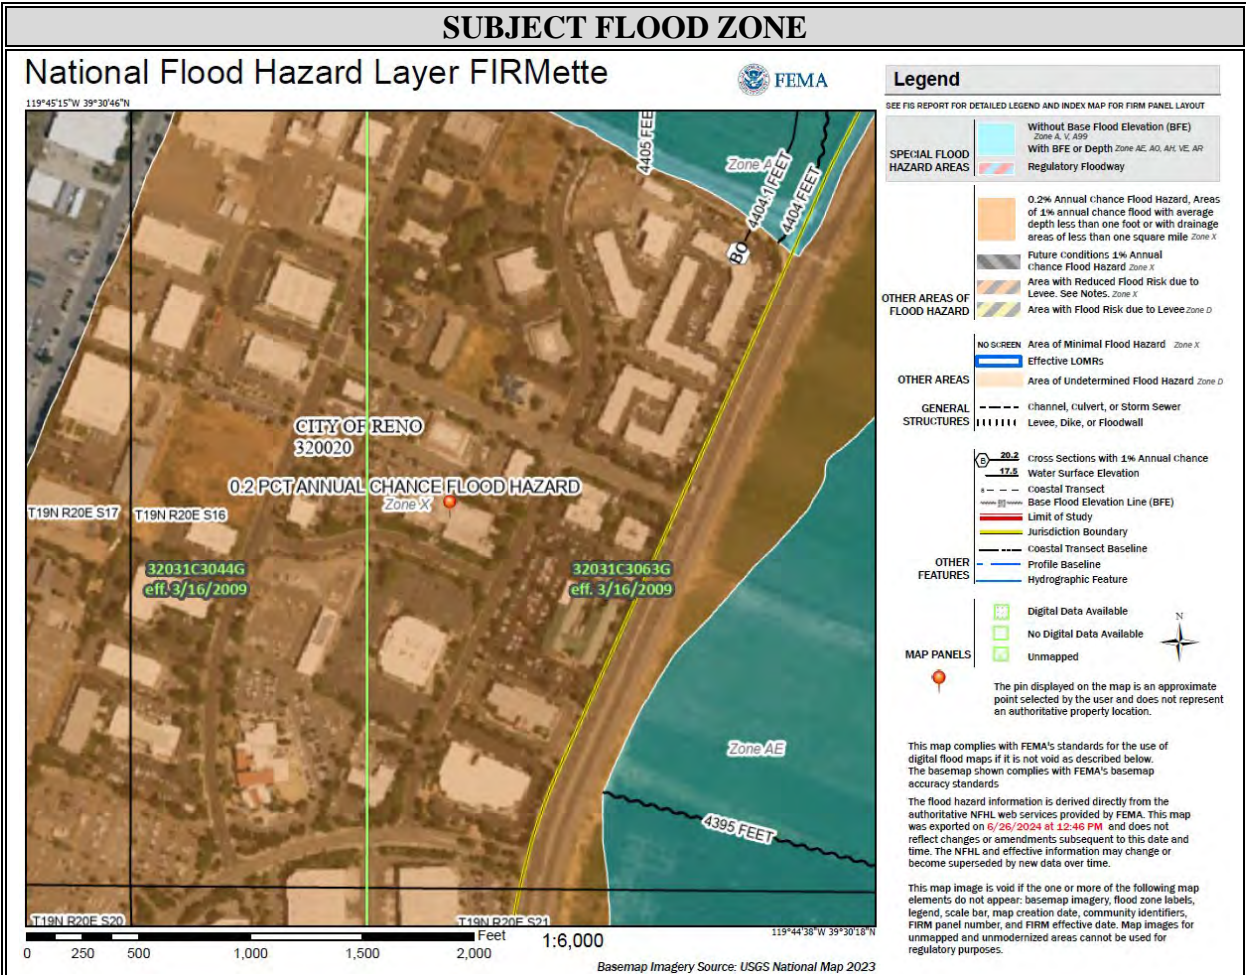 SUBJECT FLOOD ZONE
National Flood Hazard Layer FIRMette
FEMA
119°45'15"W 39°30'46"N
4405 FEE
Zone A
4404.1 FEET
4404 FEET
BO
CITY OF RENO
320020
0.2 PCT ANNUAL CHANCE FLOOD HAZARD
Zone X
T19N R20E S17
T19N R20E S16
32031C3044G
eff. 3/16/2009
32031C3063G
eff. 3/16/2009
Zone AE
4395 FEET
T19N R20E S20
T19N R20E S21
119°44'38"W 39°30'18"N
Feet
1:6,000
0 250 500 1,000 1,500 2,000
Basemap Imagery Source: USGS National Map 2023
Legend
SEE FIS REPORT FOR DETAILED LEGEND AND INDEX MAP FOR FIRM PANEL LAYOUT
SPECIAL FLOOD
HAZARD AREAS
Without Base Flood Elevation (BFE)
Zone A, V, A99
With BFE or Depth Zone AE, AO, AH, VE, AR
Regulatory Floodway
OTHER AREAS OF
FLOOD HAZARD
0.2% Annual Chance Flood Hazard, Areas
of 1% annual chance flood with average
depth less than one foot or with drainage
areas of less than one square mile Zone X
Future Conditions 1% Annual
Chance Flood Hazard Zone X
Area with Reduced Flood Risk due to
Levee. See Notes. Zone X
Area with Flood Risk due to Levee Zone D
OTHER AREAS
NO SCREEN Area of Minimal Flood Hazard Zone X
Effective LOMRs
Area of Undetermined Flood Hazard Zone D
GENERAL
STRUCTURES
Channel, Culvert, or Storm Sewer
Levee, Dike, or Floodwall
OTHER
FEATURES
B 20.2 Cross Sections with 1% Annual Chance
17.5 Water Surface Elevation
8 Coastal Transect
Base Flood Elevation Line (BFE)
Limit of Study
Jurisdiction Boundary
Coastal Transect Baseline
Profile Baseline
Hydrographic Feature
MAP PANELS
Digital Data Available
No Digital Data Available
Unmapped
N
The pin displayed on the map is an approximate
point selected by the user and does not represent
an authoritative property location.
This map complies with FEMA's standards for the use of
digital flood maps if it is not void as described below.
The basemap shown complies with FEMA's basemap
accuracy standards
The flood hazard information is derived directly from the
authoritative NFHL web services provided by FEMA. This map
was exported on 6/26/2024 at 12:46 PM and does not
reflect changes or amendments subsequent to this date and
time. The NFHL and effective information may change or
become superseded by new data over time.
This map image is void if the one or more of the following map
elements do not appear: basemap imagery, flood zone labels,
legend, scale bar, map creation date, community identifiers,
FIRM panel number, and FIRM effective date. Map images for
unmapped and unmodernized areas cannot be used for
regulatory purposes.